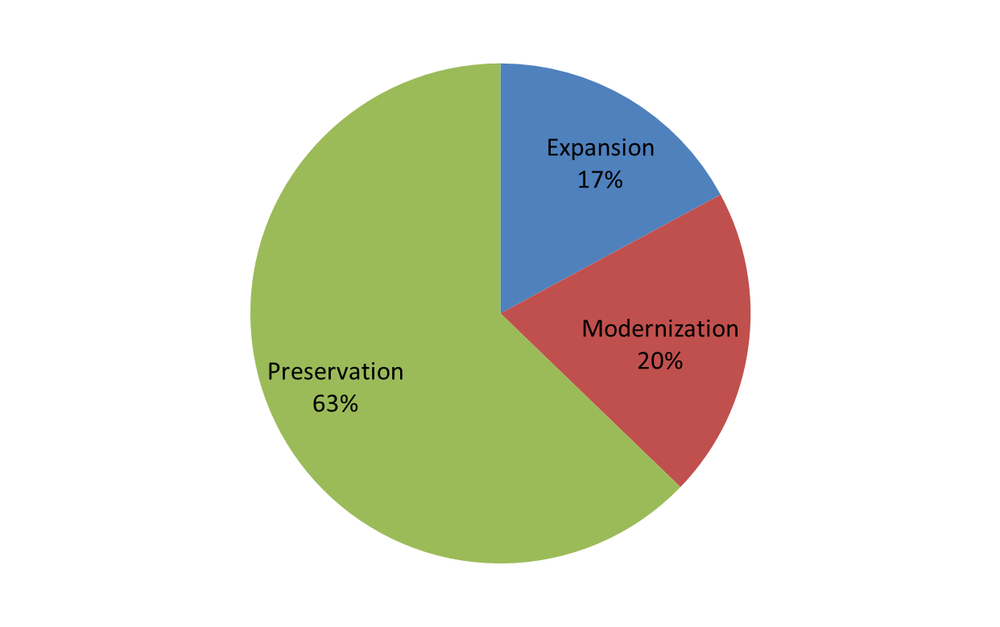 Expansion
17%
Modernization
20%
Preservation
63%